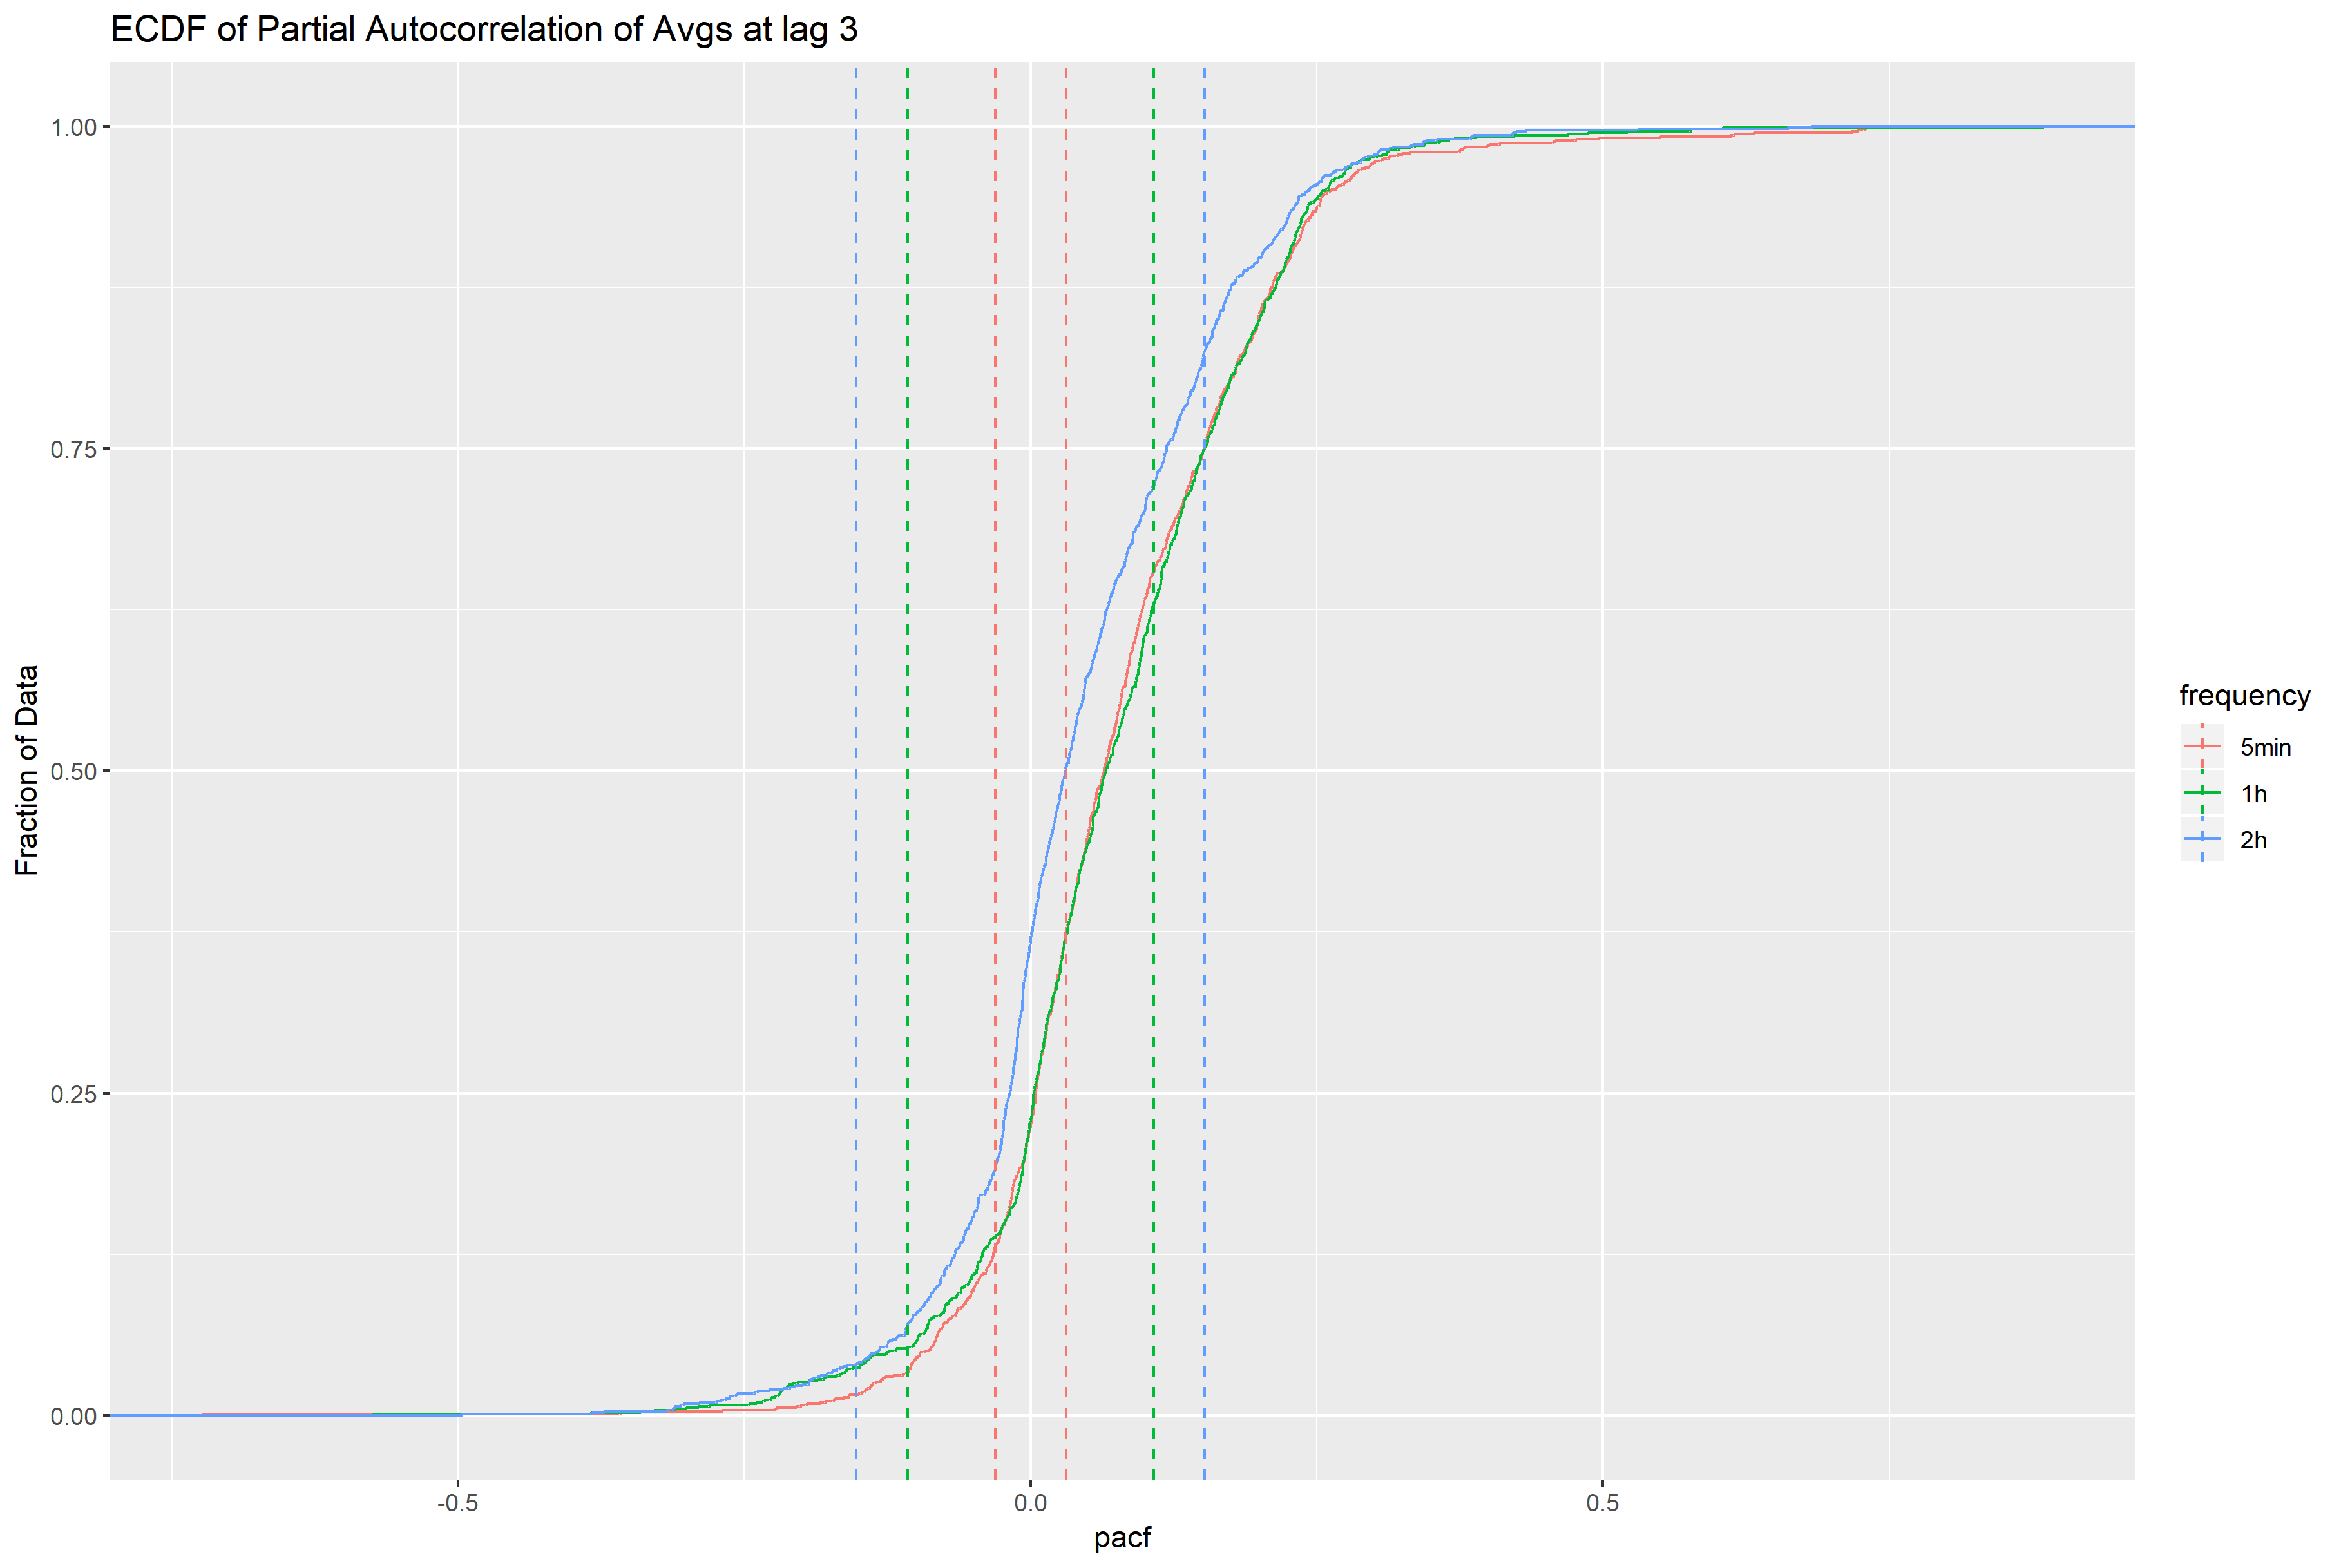 ECDF of Partial Autocorrelation of Avgs at lag 3
Fraction of Data
1.00
0.75
0.50
0.25
0.00
-0.5
0.0
0.5
pacf
frequency
5min
1h
2h